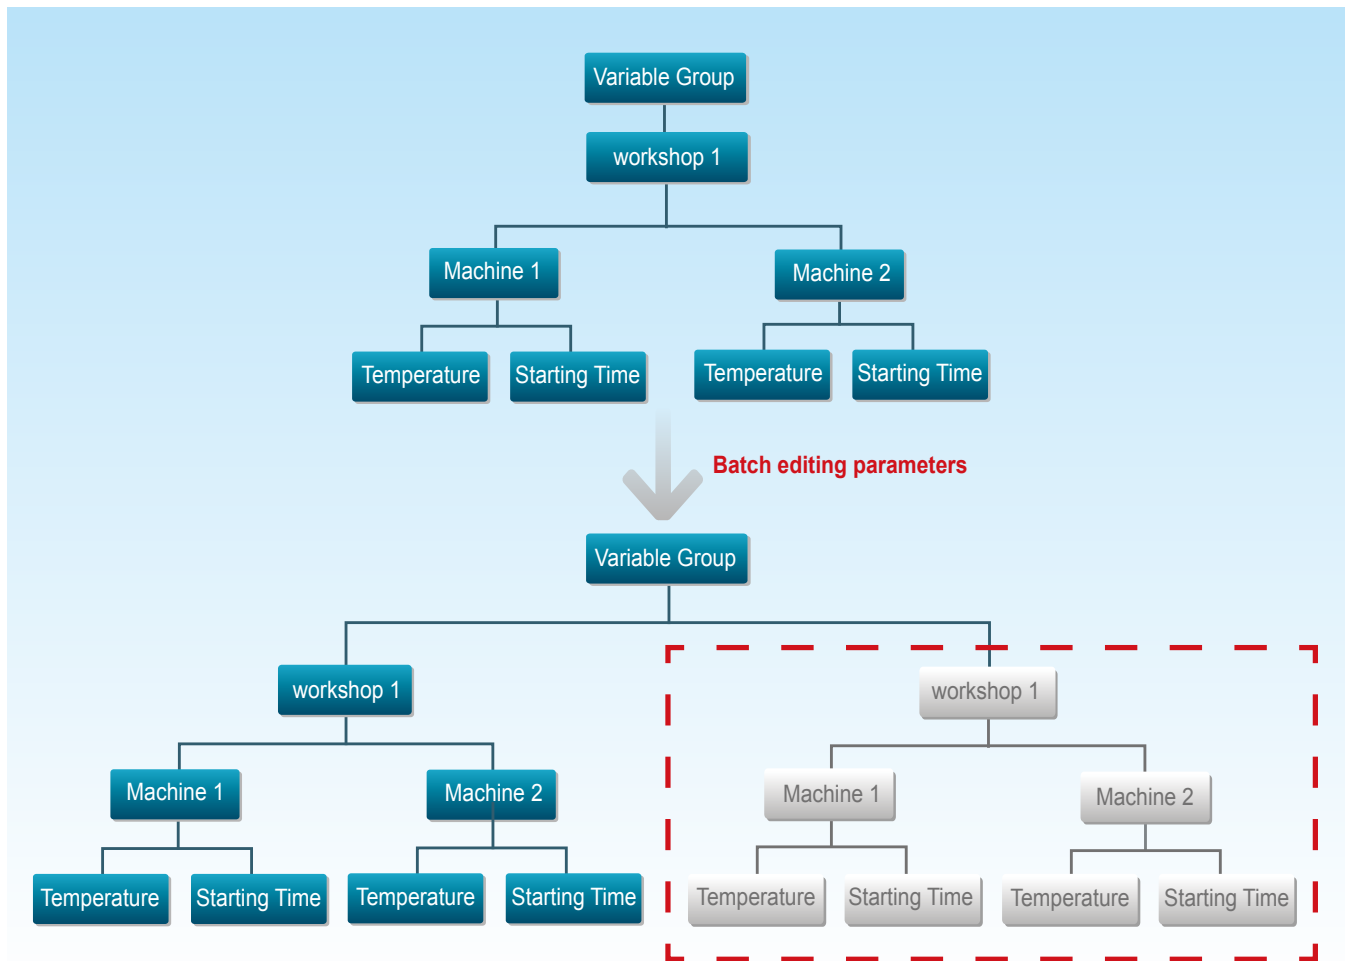 Variable Group
workshop 1
Machine 1
Machine 2
Temperature
Starting Time
Temperature
Starting Time
Batch editing parameters
Variable Group
workshop 1
workshop 1
Machine 1
Machine 2
Machine 1
Machine 2
Temperature
Starting Time
Temperature
Starting Time
Temperature
Starting Time
Temperature
Starting Time